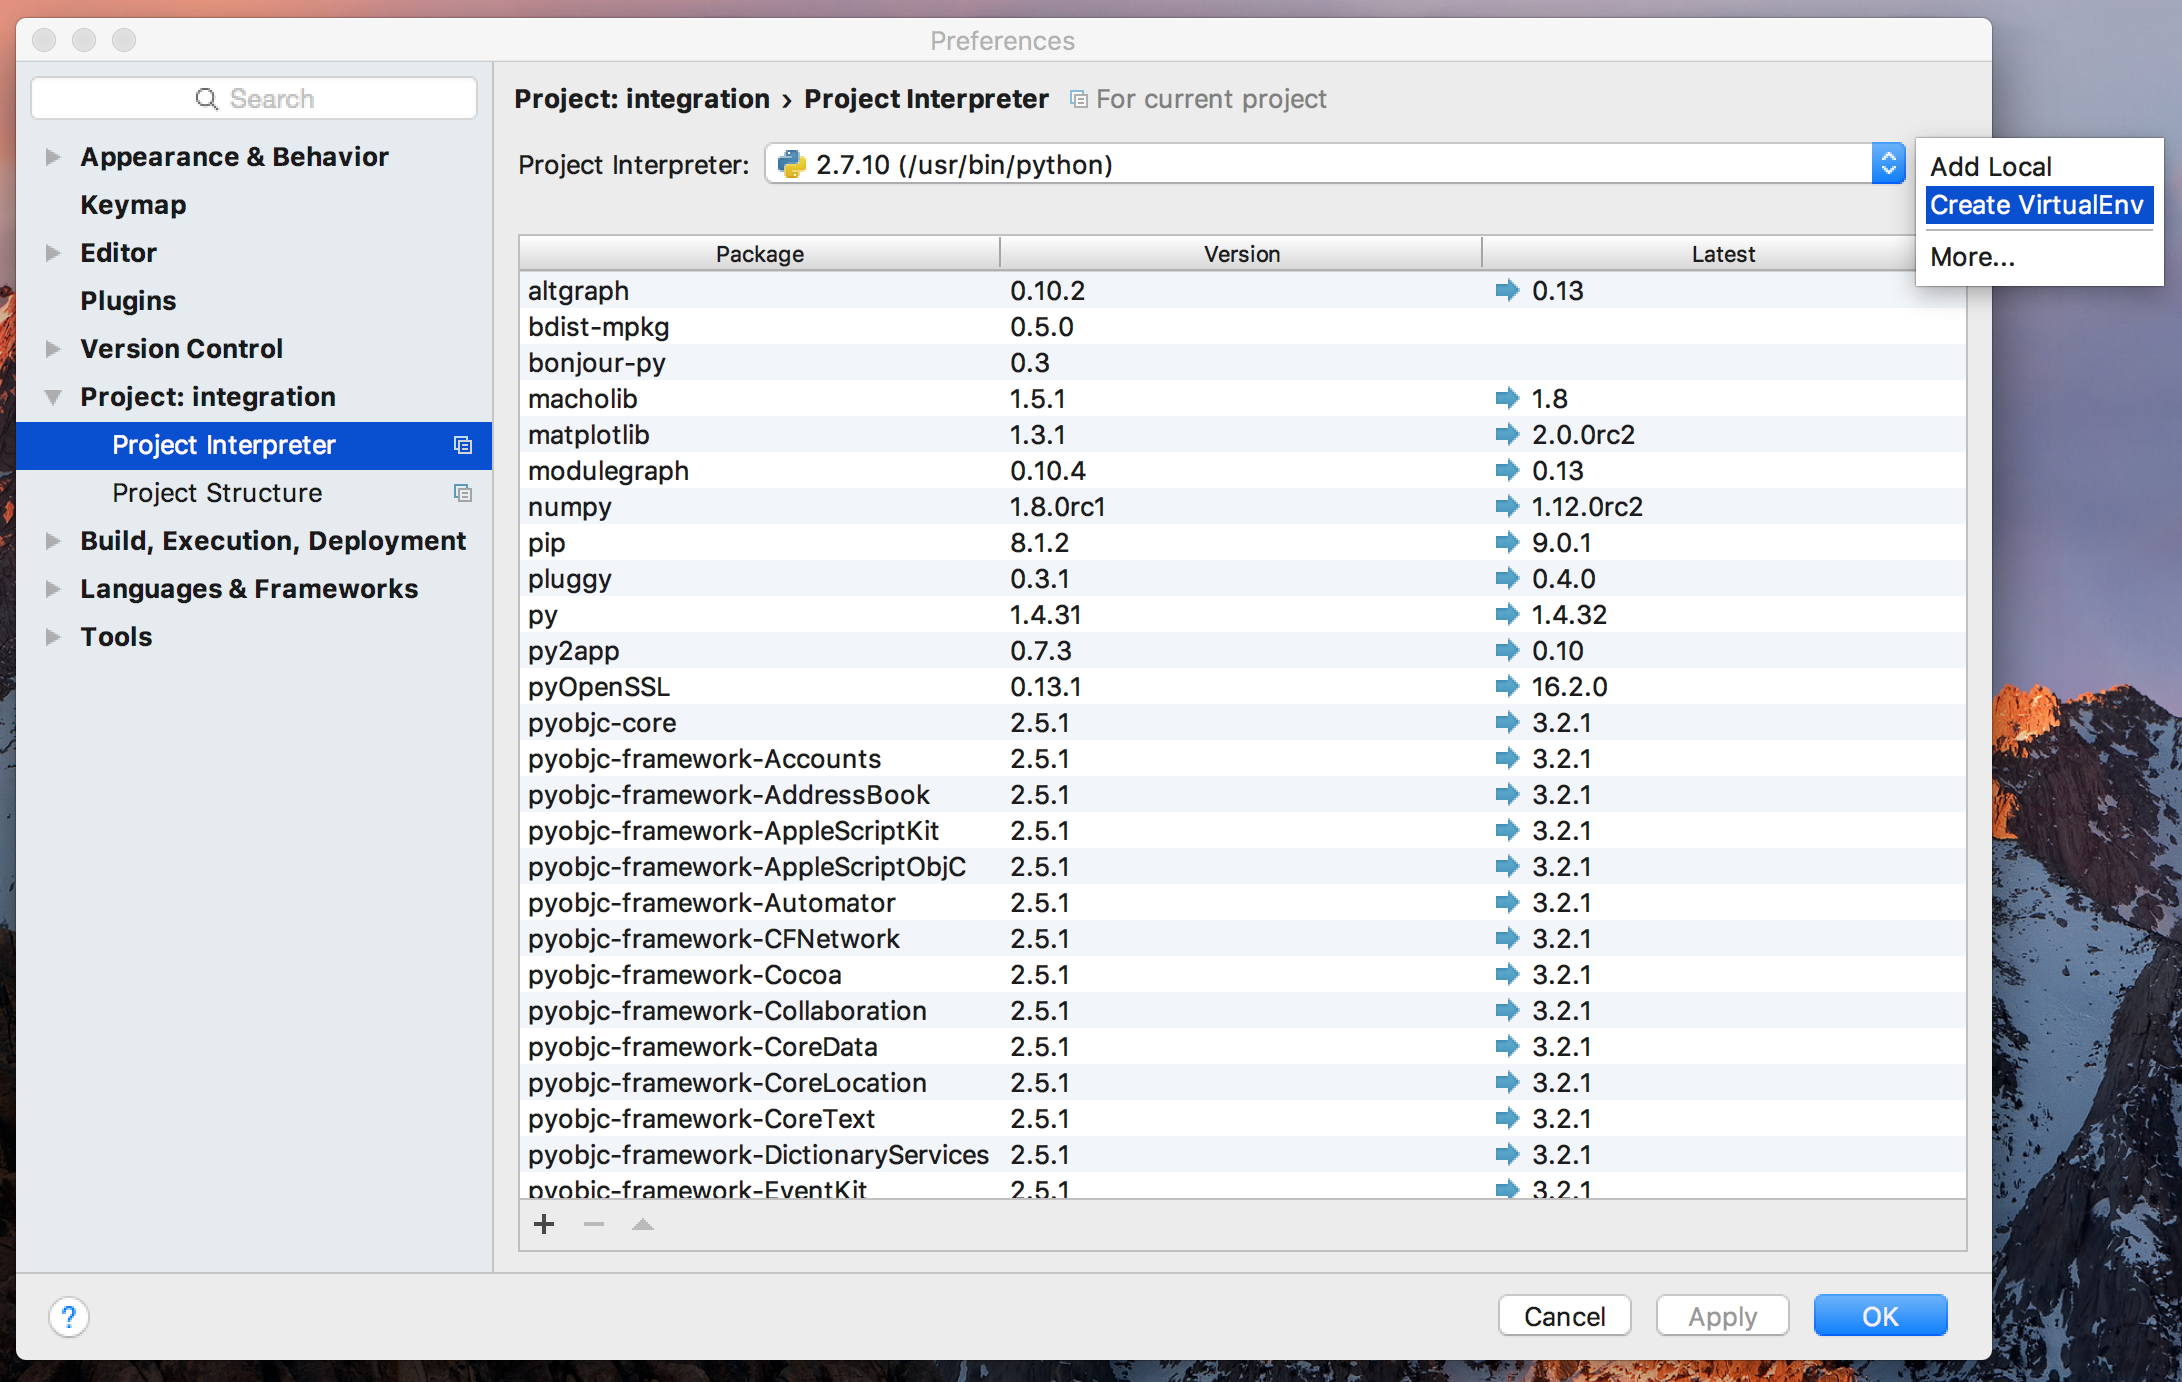 Preferences
Search
Appearance & Behavior
Keymap
Editor
Plugins
Version Control
Project: integration
Project Interpreter
Project Structure
Build, Execution, Deployment
Languages & Frameworks
Tools
Project: integration › Project Interpreter For current project
Project Interpreter: 2.7.10 (/usr/bin/python)
Add Local
Create VirtualEnv
More...
Package Version Latest
altgraph 0.10.2 0.13
bdist-mpkg 0.5.0
bonjour-py 0.3
macholib 1.5.1 1.8
matplotlib 1.3.1 2.0.0rc2
modulegraph 0.10.4 0.13
numpy 1.8.0rc1 1.12.0rc2
pip 8.1.2 9.0.1
pluggy 0.3.1 0.4.0
py 1.4.31 1.4.32
py2app 0.7.3 0.10
pyOpenSSL 0.13.1 16.2.0
pyobjc-core 2.5.1 3.2.1
pyobjc-framework-Accounts 2.5.1 3.2.1
pyobjc-framework-AddressBook 2.5.1 3.2.1
pyobjc-framework-AppleScriptKit 2.5.1 3.2.1
pyobjc-framework-AppleScriptObjC 2.5.1 3.2.1
pyobjc-framework-Automator 2.5.1 3.2.1
pyobjc-framework-CFNetwork 2.5.1 3.2.1
pyobjc-framework-Cocoa 2.5.1 3.2.1
pyobjc-framework-Collaboration 2.5.1 3.2.1
pyobjc-framework-CoreData 2.5.1 3.2.1
pyobjc-framework-CoreLocation 2.5.1 3.2.1
pyobjc-framework-CoreText 2.5.1 3.2.1
pyobjc-framework-DictionaryServices 2.5.1 3.2.1
pyobjc-framework-EventKit 2.5.1 3.2.1
?
Cancel Apply OK